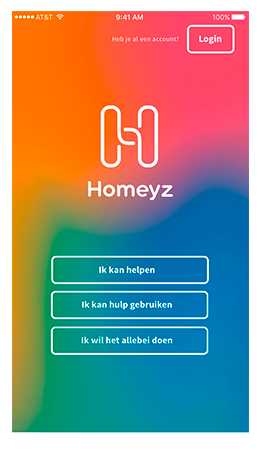 AT&T 9:41 AM 100%
Heb je al een account? Login
Homeyz
Ik kan helpen
Ik kan hulp gebruiken
Ik wil het allebei doen